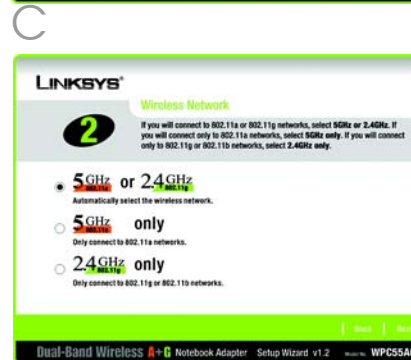 C
LINKSYS®
Wireless Network
2
If you will connect to 802.11a or 802.11g networks, select 5GHz or 2.4GHz. If
you will connect only to 802.11a networks, select 5GHz only. If you will connect
only to 802.11g or 802.11b networks, select 2.4GHz only.
5GHz 802.11a or 2.4GHz 802.11g
Automatically select the wireless network.
5GHz 802.11a only
Only connect to 802.11a networks.
2.4GHz 802.11g only
Only connect to 802.11g or 802.11b networks.
Back
Dual-Band Wireless A+G Notebook Adapter Setup Wizard v1.2 Model No. WPC55A